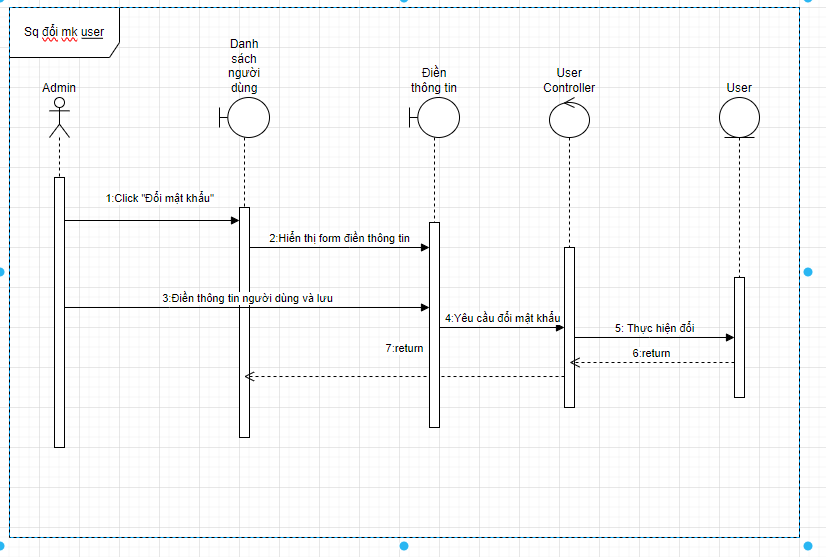 Sq đổi mk user
Danh
sách
người
dùng
Điền
thông tin
User
Controller
User
Admin
1:Click "Đổi mật khẩu"
2:Hiển thị form điền thông tin
3:Điền thông tin người dùng và lưu
4:Yêu cầu đổi mật khẩu
5: Thực hiện đổi
6:return
7:return